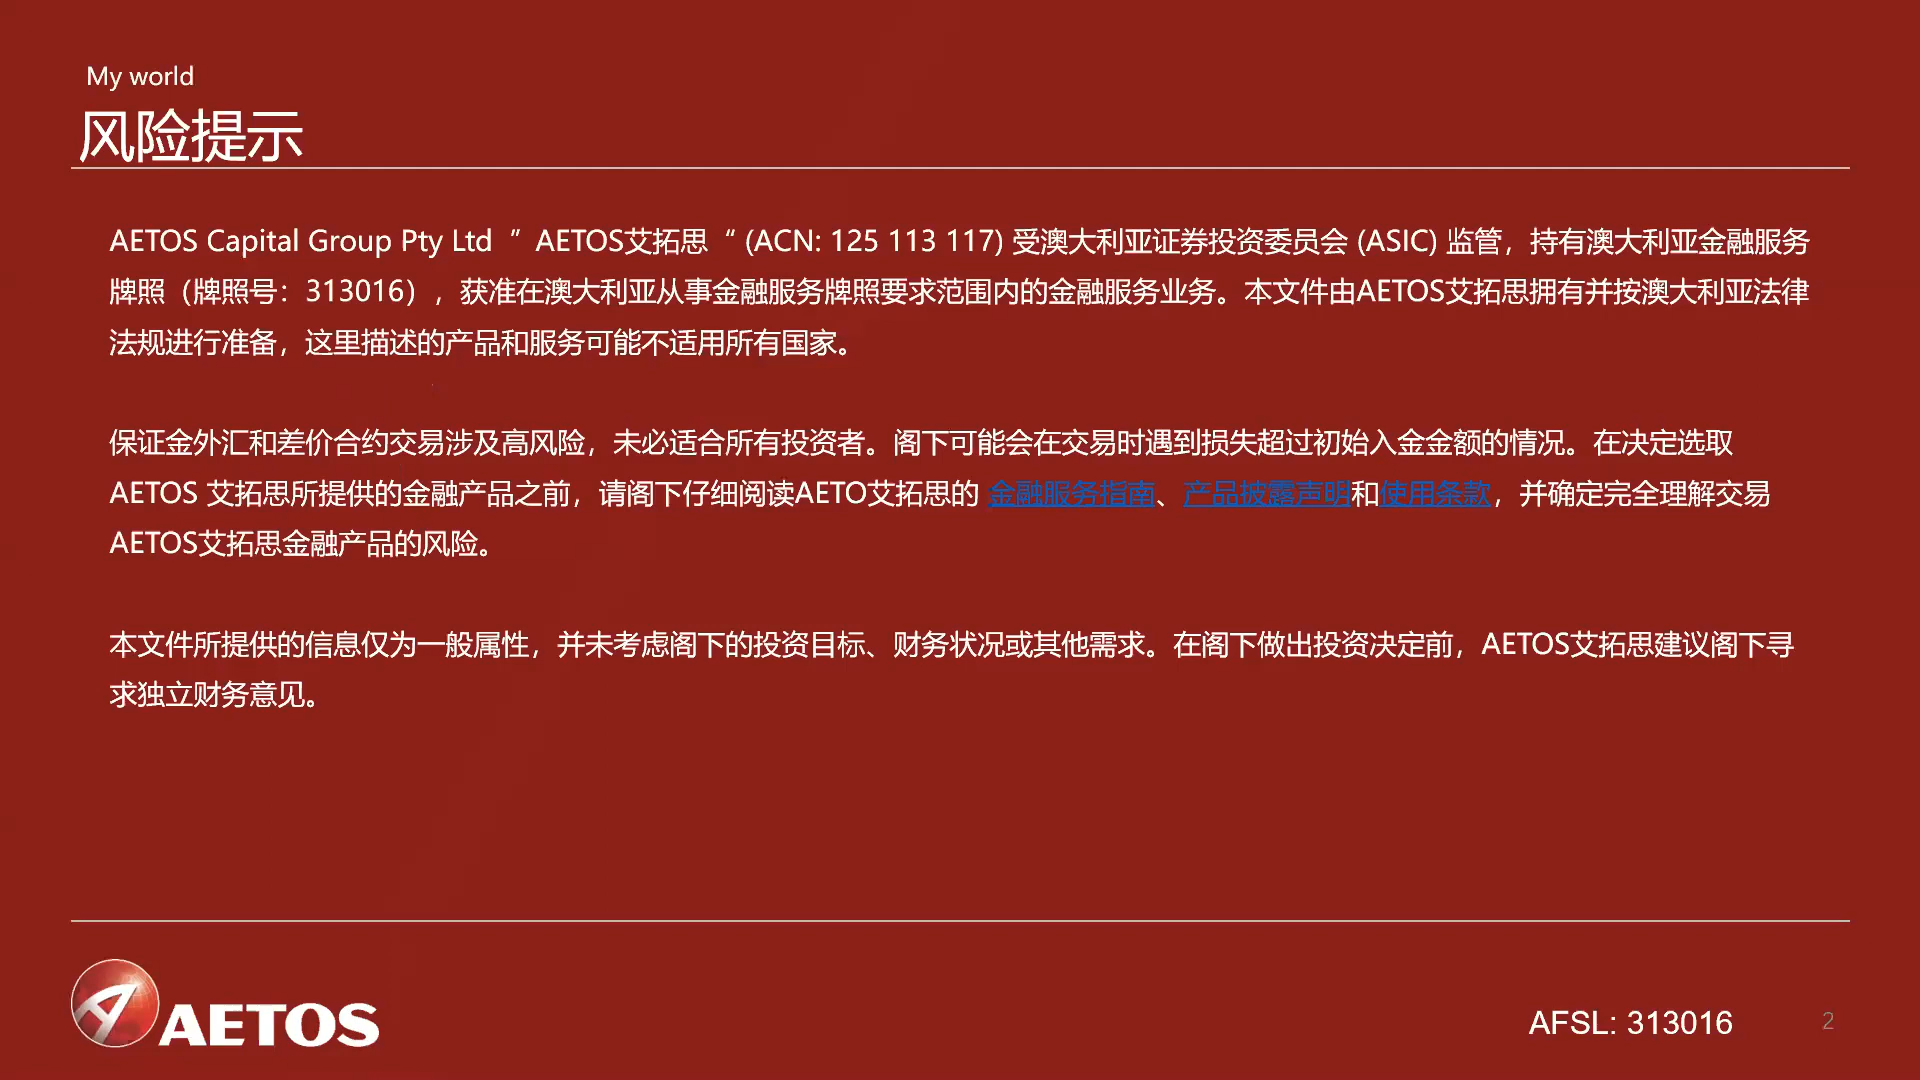 My world
风险提示
AETOS Capital Group Pty Ltd ” AETOS艾拓思 “ (ACN: 125 113 117) 受澳大利亚证券投资委员会 (ASIC) 监管，持有澳大利亚金融服务
牌照（牌照号：313016），获准在澳大利亚从事金融服务牌照要求范围内的金融服务业务。本文件由AETOS艾拓思拥有并按澳大利亚法律
法规进行准备，这里描述的产品和服务可能不适用所有国家。
保证金外汇和差价合约交易涉及高风险，未必适合所有投资者。阁下可能会在交易时遇到损失超过初始入金金额的情况。在决定选取
AETOS 艾拓思所提供的金融产品之前，请阁下仔细阅读AETO艾拓思的 金融服务指南、产品披露声明和使用条款，并确定完全理解交易
AETOS艾拓思金融产品的风险。
本文件所提供的信息仅为一般属性，并未考虑阁下的投资目标、财务状况或其他需求。在阁下做出投资决定前，AETOS艾拓思建议阁下寻
求独立财务意见。
AETOS
AFSL: 313016
2